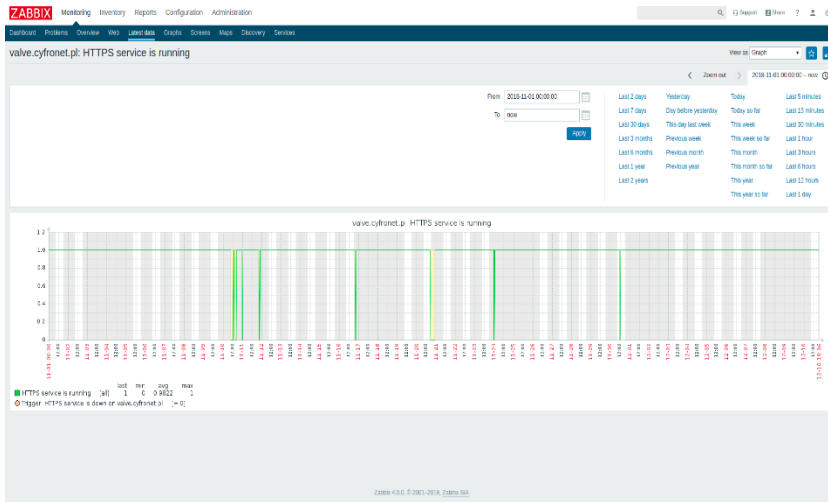 ZABBIX Monitoring Inventory Reports Configuration Administration Support Share ?
Dashboard Problems Overview Web Latest data Graphs Screens Maps Discovery Services
valve.cyfronet.pl: HTTPS service is running View as Graph
Zoom out 2018-11-01 00:00:00 – now
From 2018-11-01 00:00:00
To now
Apply
Last 2 days Yesterday Today Last 5 minutes
Last 7 days Day before yesterday Today so far Last 15 minutes
Last 30 days This day last week This week Last 30 minutes
Last 3 months Previous week This week so far Last 1 hour
Last 6 months Previous month This month Last 3 hours
Last 1 year Previous year This month so far Last 6 hours
Last 2 years This year Last 12 hours
This year so far Last 1 day
valve.cyfronet.pl HTTPS service is running
1.2
1.0
0.8
0.6
0.4
0.2
0
last min avg max
HTTPS service is running [all] 1 0 0.9822 1
Trigger HTTPS service is down on valve.cyfronet.pl [= 0]
Zabbix 4.0.0. © 2001–2018, Zabbix SIA